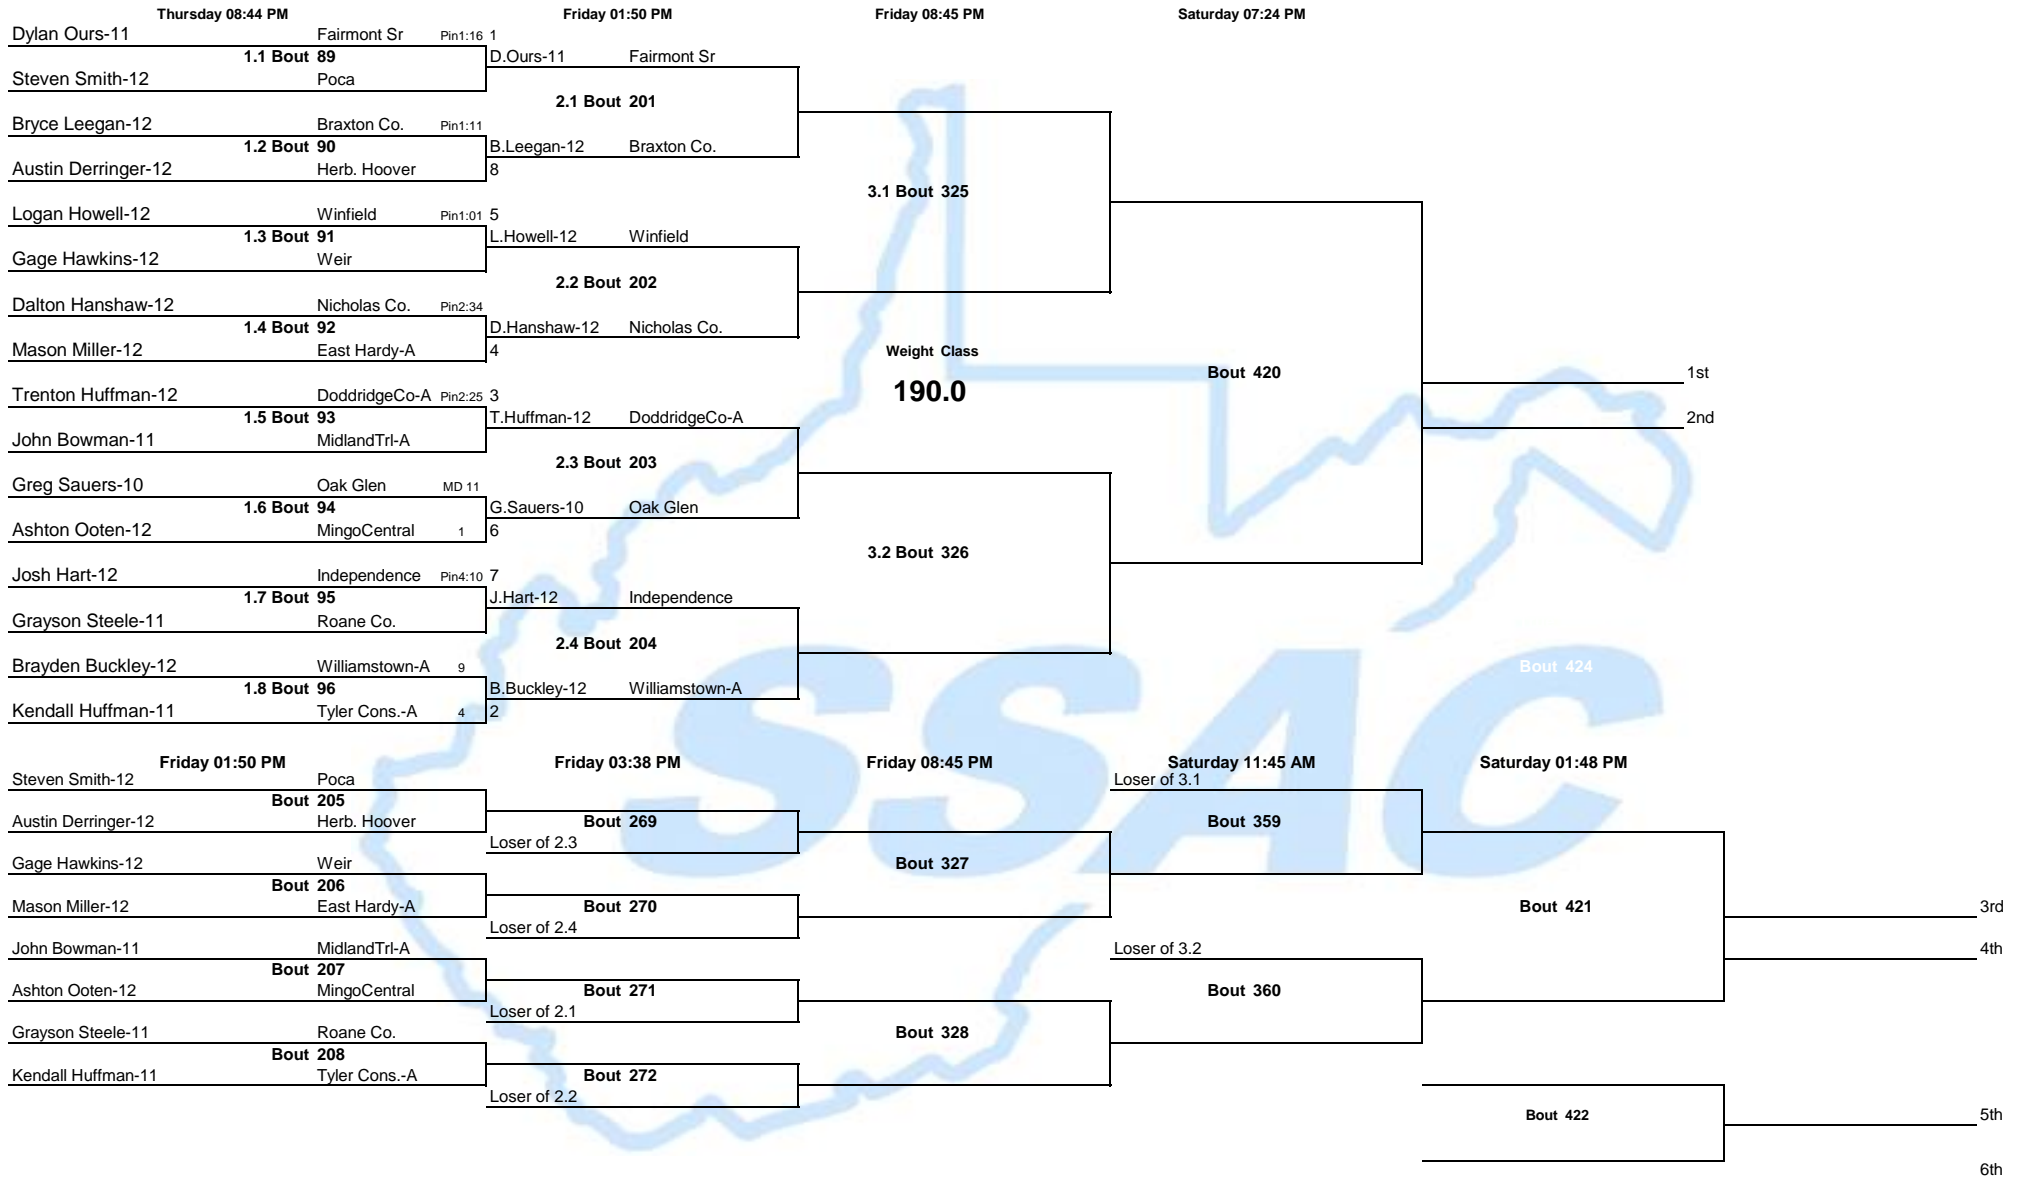 Thursday 08:44 PM Friday 01:50 PM Friday 08:45 PM Saturday 07:24 PM
Dylan Ours-11 Fairmont Sr Pin1:16 1
1.1 Bout 89 D.Ours-11 Fairmont Sr
Steven Smith-12 Poca
2.1 Bout 201
Bryce Leegan-12 Braxton Co. Pin1:11
1.2 Bout 90 B.Leegan-12 Braxton Co.
Austin Derringer-12 Herb. Hoover 8
3.1 Bout 325
Logan Howell-12 Winfield Pin1:01 5
1.3 Bout 91 L.Howell-12 Winfield
Gage Hawkins-12 Weir
2.2 Bout 202
Dalton Hanshaw-12 Nicholas Co. Pin2:34
1.4 Bout 92 D.Hanshaw-12 Nicholas Co.
Mason Miller-12 East Hardy-A 4 Weight Class
Bout 420 1st
Trenton Huffman-12 DoddridgeCo-A Pin2:25 3 190.0
1.5 Bout 93 T.Huffman-12 DoddridgeCo-A 2nd
John Bowman-11 MidlandTrl-A
2.3 Bout 203
Greg Sauers-10 Oak Glen MD 11
1.6 Bout 94 G.Sauers-10 Oak Glen
Ashton Ooten-12 MingoCentral 1 6
3.2 Bout 326
Josh Hart-12 Independence Pin4:10 7
1.7 Bout 95 J.Hart-12 Independence
Grayson Steele-11 Roane Co.
2.4 Bout 204
Brayden Buckley-12 Williamstown-A 9 Bout 424
1.8 Bout 96 B.Buckley-12 Williamstown-A
Kendall Huffman-11 Tyler Cons.-A 4 2
SSAC
Friday 01:50 PM Friday 03:38 PM Friday 08:45 PM Saturday 11:45 AM Saturday 01:48 PM
Steven Smith-12 Poca Loser of 3.1
Bout 205
Austin Derringer-12 Herb. Hoover Bout 269 Bout 359
Loser of 2.3
Gage Hawkins-12 Weir Bout 327
Bout 206
Mason Miller-12 East Hardy-A Bout 270 Bout 421 3rd
Loser of 2.4
John Bowman-11 MidlandTrl-A Loser of 3.2 4th
Bout 207
Ashton Ooten-12 MingoCentral Bout 271 Bout 360
Loser of 2.1
Grayson Steele-11 Roane Co. Bout 328
Bout 208
Kendall Huffman-11 Tyler Cons.-A Bout 272
Loser of 2.2
Bout 422 5th
6th